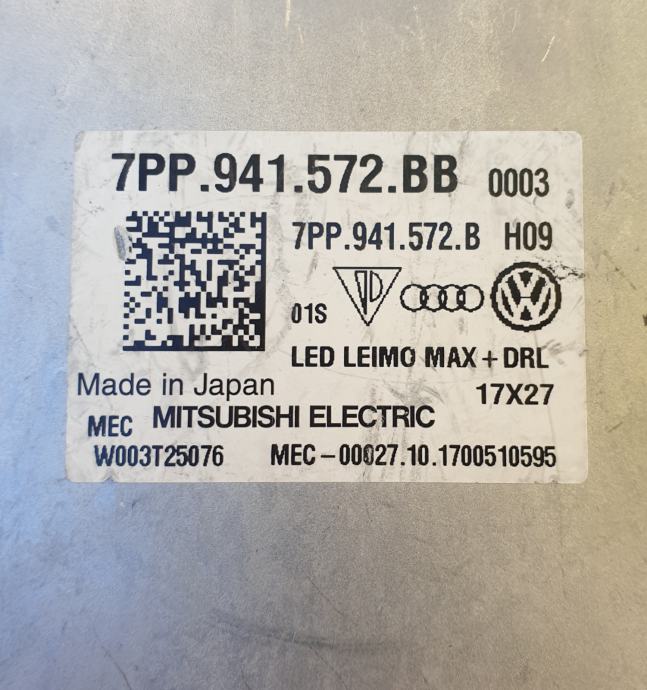 7PP.941.572.BB 0003
7PP.941.572.B H09
01S
LED LEIMO MAX + DRL
Made in Japan 17X27
MEC MITSUBISHI ELECTRIC
W003T25076 MEC-00027.10.1700510595